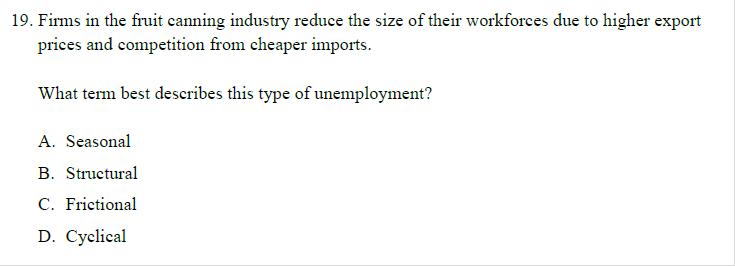 19. Firms in the fruit canning industry reduce the size of their workforces due to higher export
prices and competition from cheaper imports.
What term best describes this type of unemployment?
A. Seasonal
B. Structural
C. Frictional
D. Cyclical